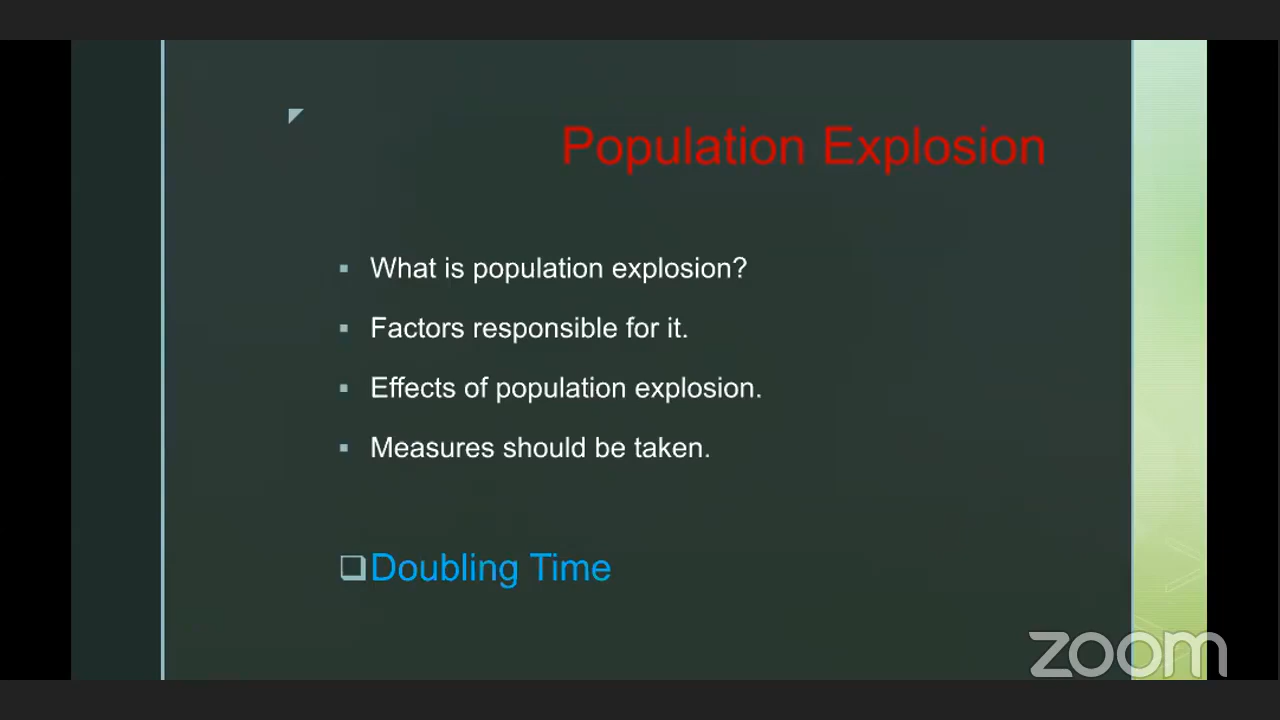 Population Explosion
What is population explosion?
Factors responsible for it.
Effects of population explosion.
Measures should be taken.
Doubling Time
zoom